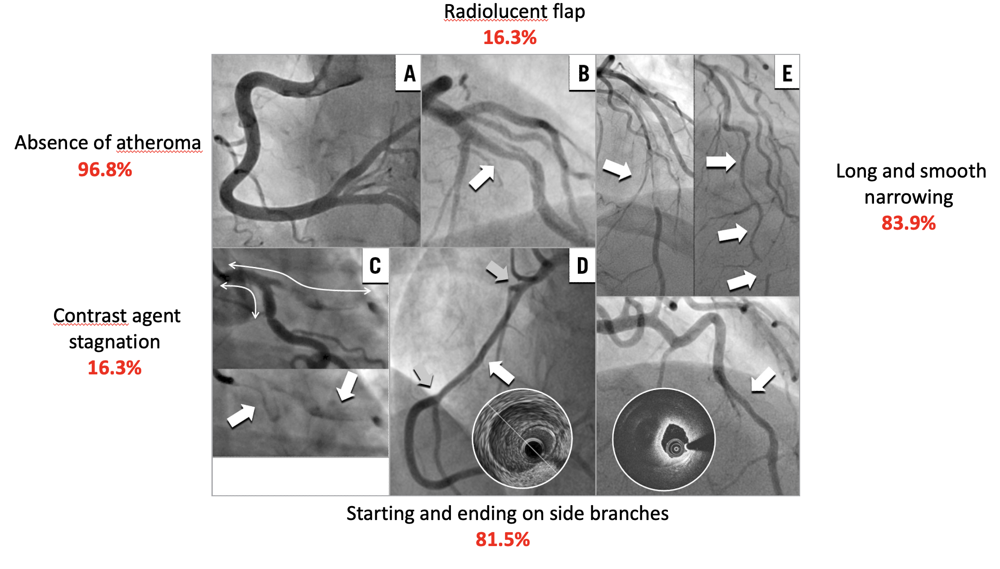 Radiolucent flap
16.3%
A
B
E
Absence of atheroma
96.8%
Long and smooth
narrowing
83.9%
C
D
Contrast agent
stagnation
16.3%
*
Starting and ending on side branches
81.5%